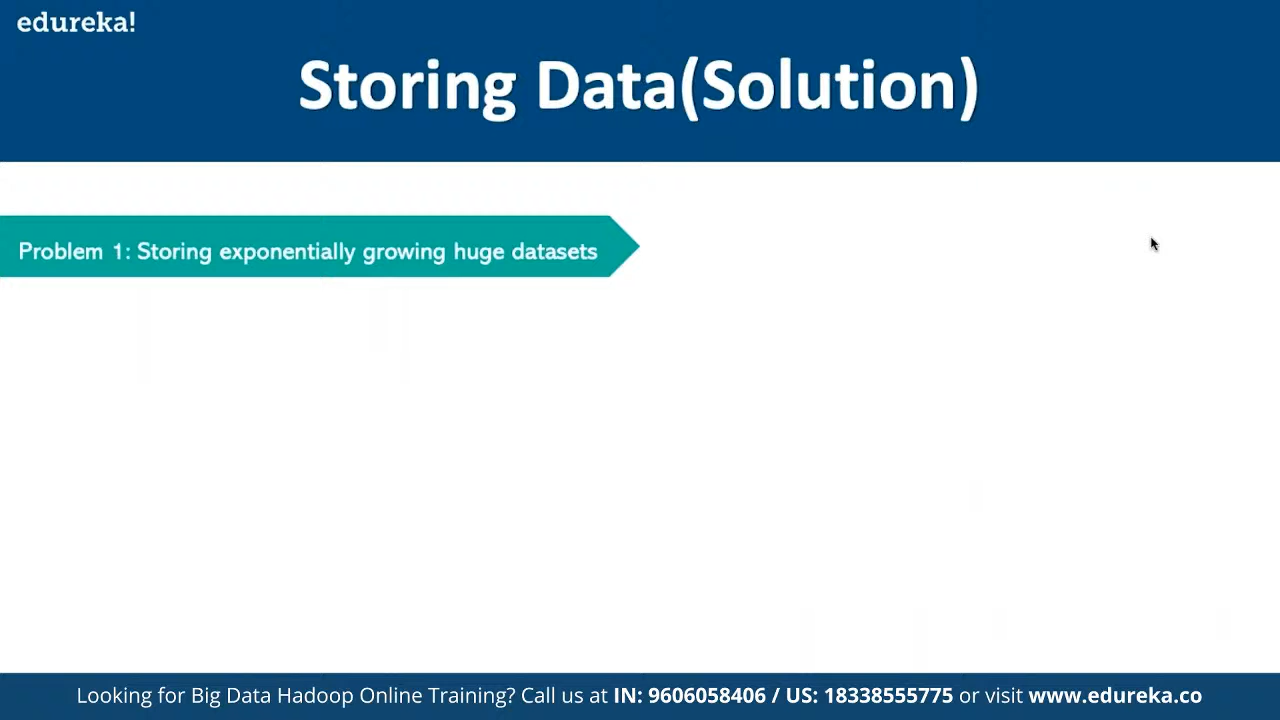 edureka!
Storing Data(Solution)
Problem 1: Storing exponentially growing huge datasets
Looking for Big Data Hadoop Online Training? Call us at IN: 9606058406 / US: 18338555775 or visit www.edureka.co